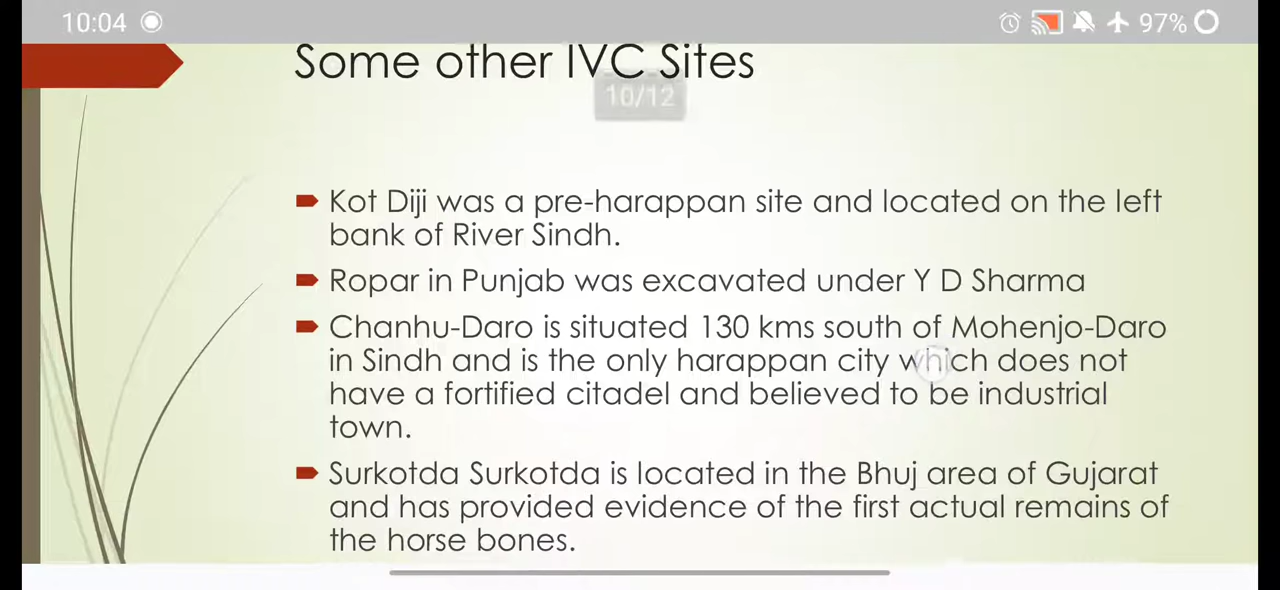 10:04
97%
Some other IVC Sites
10/12
Kot Diji was a pre-harappan site and located on the left
bank of River Sindh.
Ropar in Punjab was excavated under Y D Sharma
Chanhu-Daro is situated 130 kms south of Mohenjo-Daro
in Sindh and is the only harappan city which does not
have a fortified citadel and believed to be industrial
town.
Surkotda Surkotda is located in the Bhuj area of Gujarat
and has provided evidence of the first actual remains of
the horse bones.